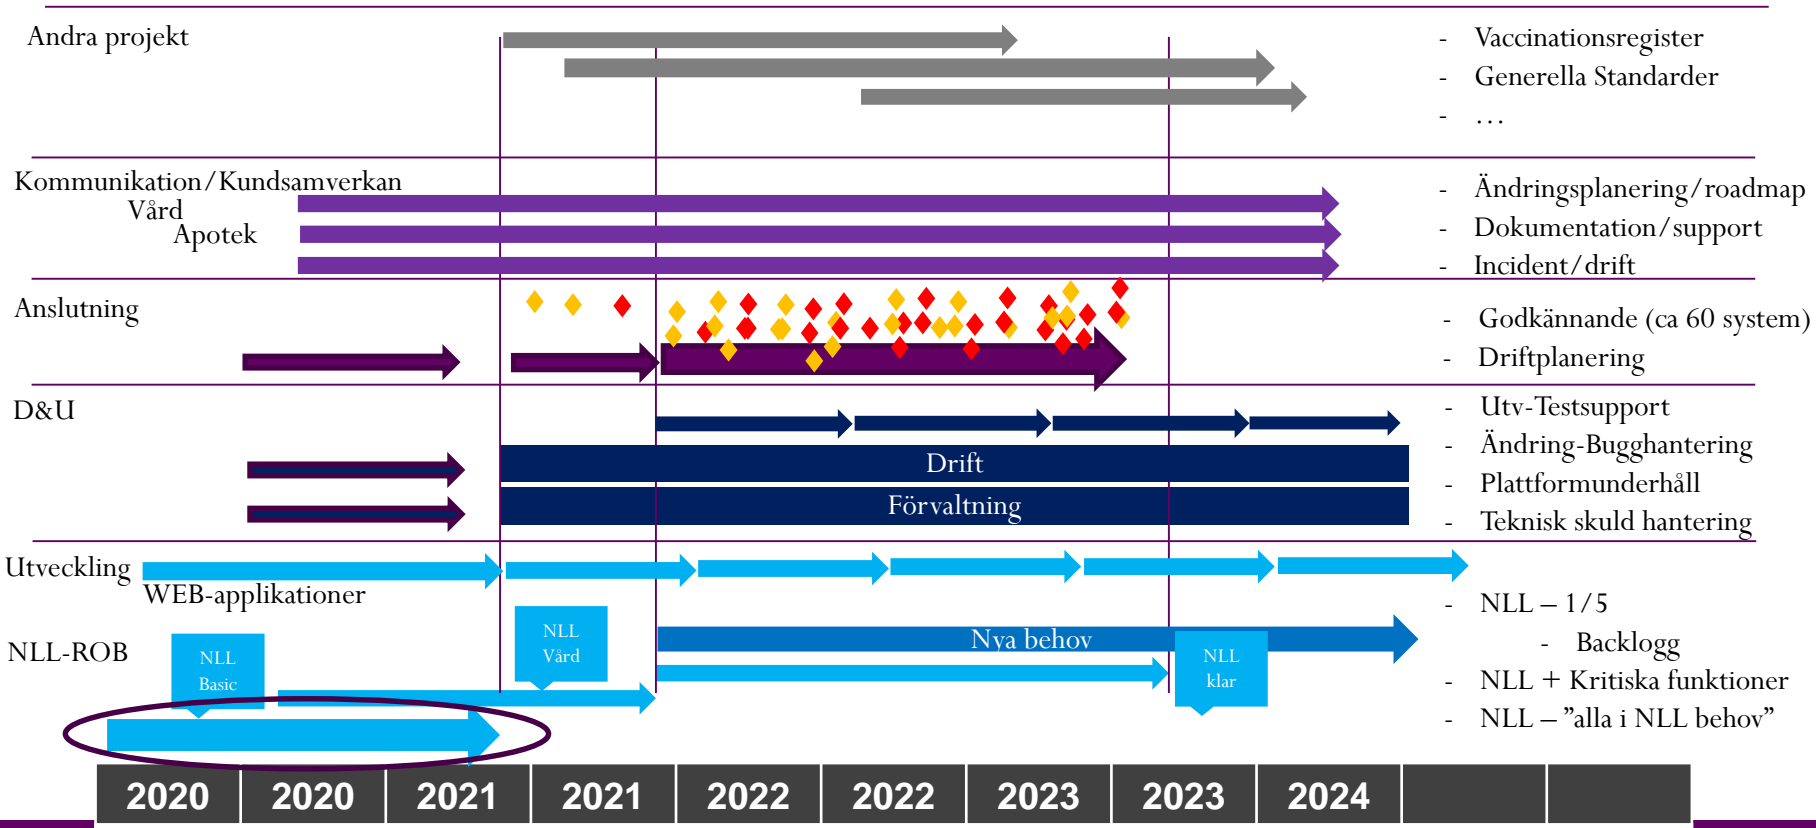 Andra projekt
- Vaccinationsregister
- Generella Standarder
- …
Kommunikation/Kundsamverkan
Vård
Apotek
- Ändringsplanering/roadmap
- Dokumentation/support
- Incident/drift
Anslutning
- Godkännande (ca 60 system)
- Driftplanering
D&U
Drift
Förvaltning
- Utv-Testsupport
- Ändring-Bugghantering
- Plattformunderhåll
- Teknisk skuld hantering
Utveckling
WEB-applikationer
NLL-ROB
NLL
Basic
NLL
Vård
Nya behov
NLL
klar
- NLL – 1/5
- Backlogg
- NLL + Kritiska funktioner
- NLL – ”alla i NLL behov”
2020 2020 2021 2021 2022 2022 2023 2023 2024